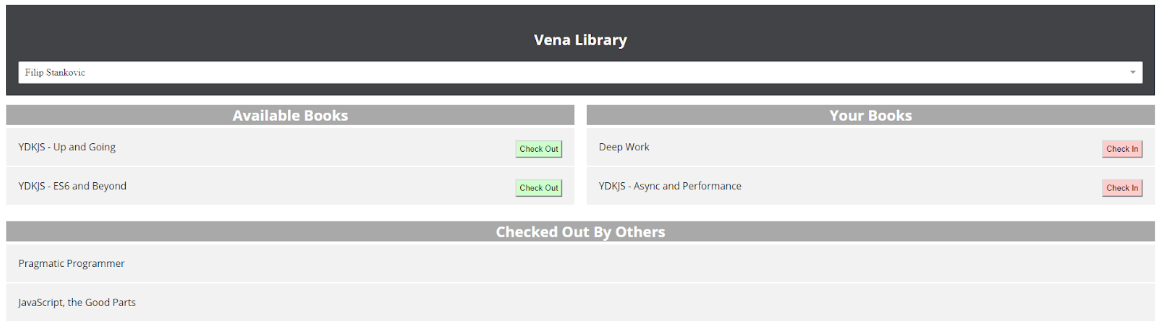 Vena Library
Filip Stankovic
Available Books
YDKJS - Up and Going Check Out
YDKJS - ES6 and Beyond Check Out
Your Books
Deep Work Check In
YDKJS - Async and Performance Check In
Checked Out By Others
Pragmatic Programmer
JavaScript, the Good Parts